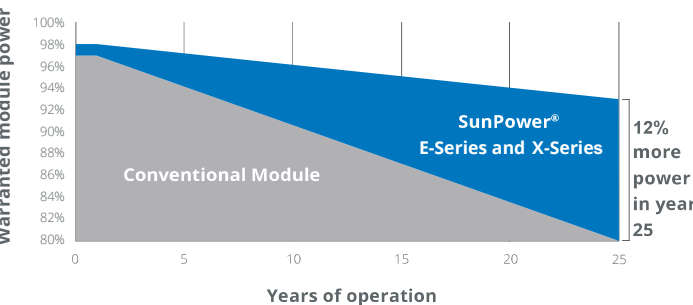 Warranted module power
100%
98%
96%
94%
92%
90%
88%
86%
84%
82%
80%
0
5
10
15
20
25
Years of operation
Conventional Module
SunPower®
E-Series and X-Series
12%
more
power
in year
25